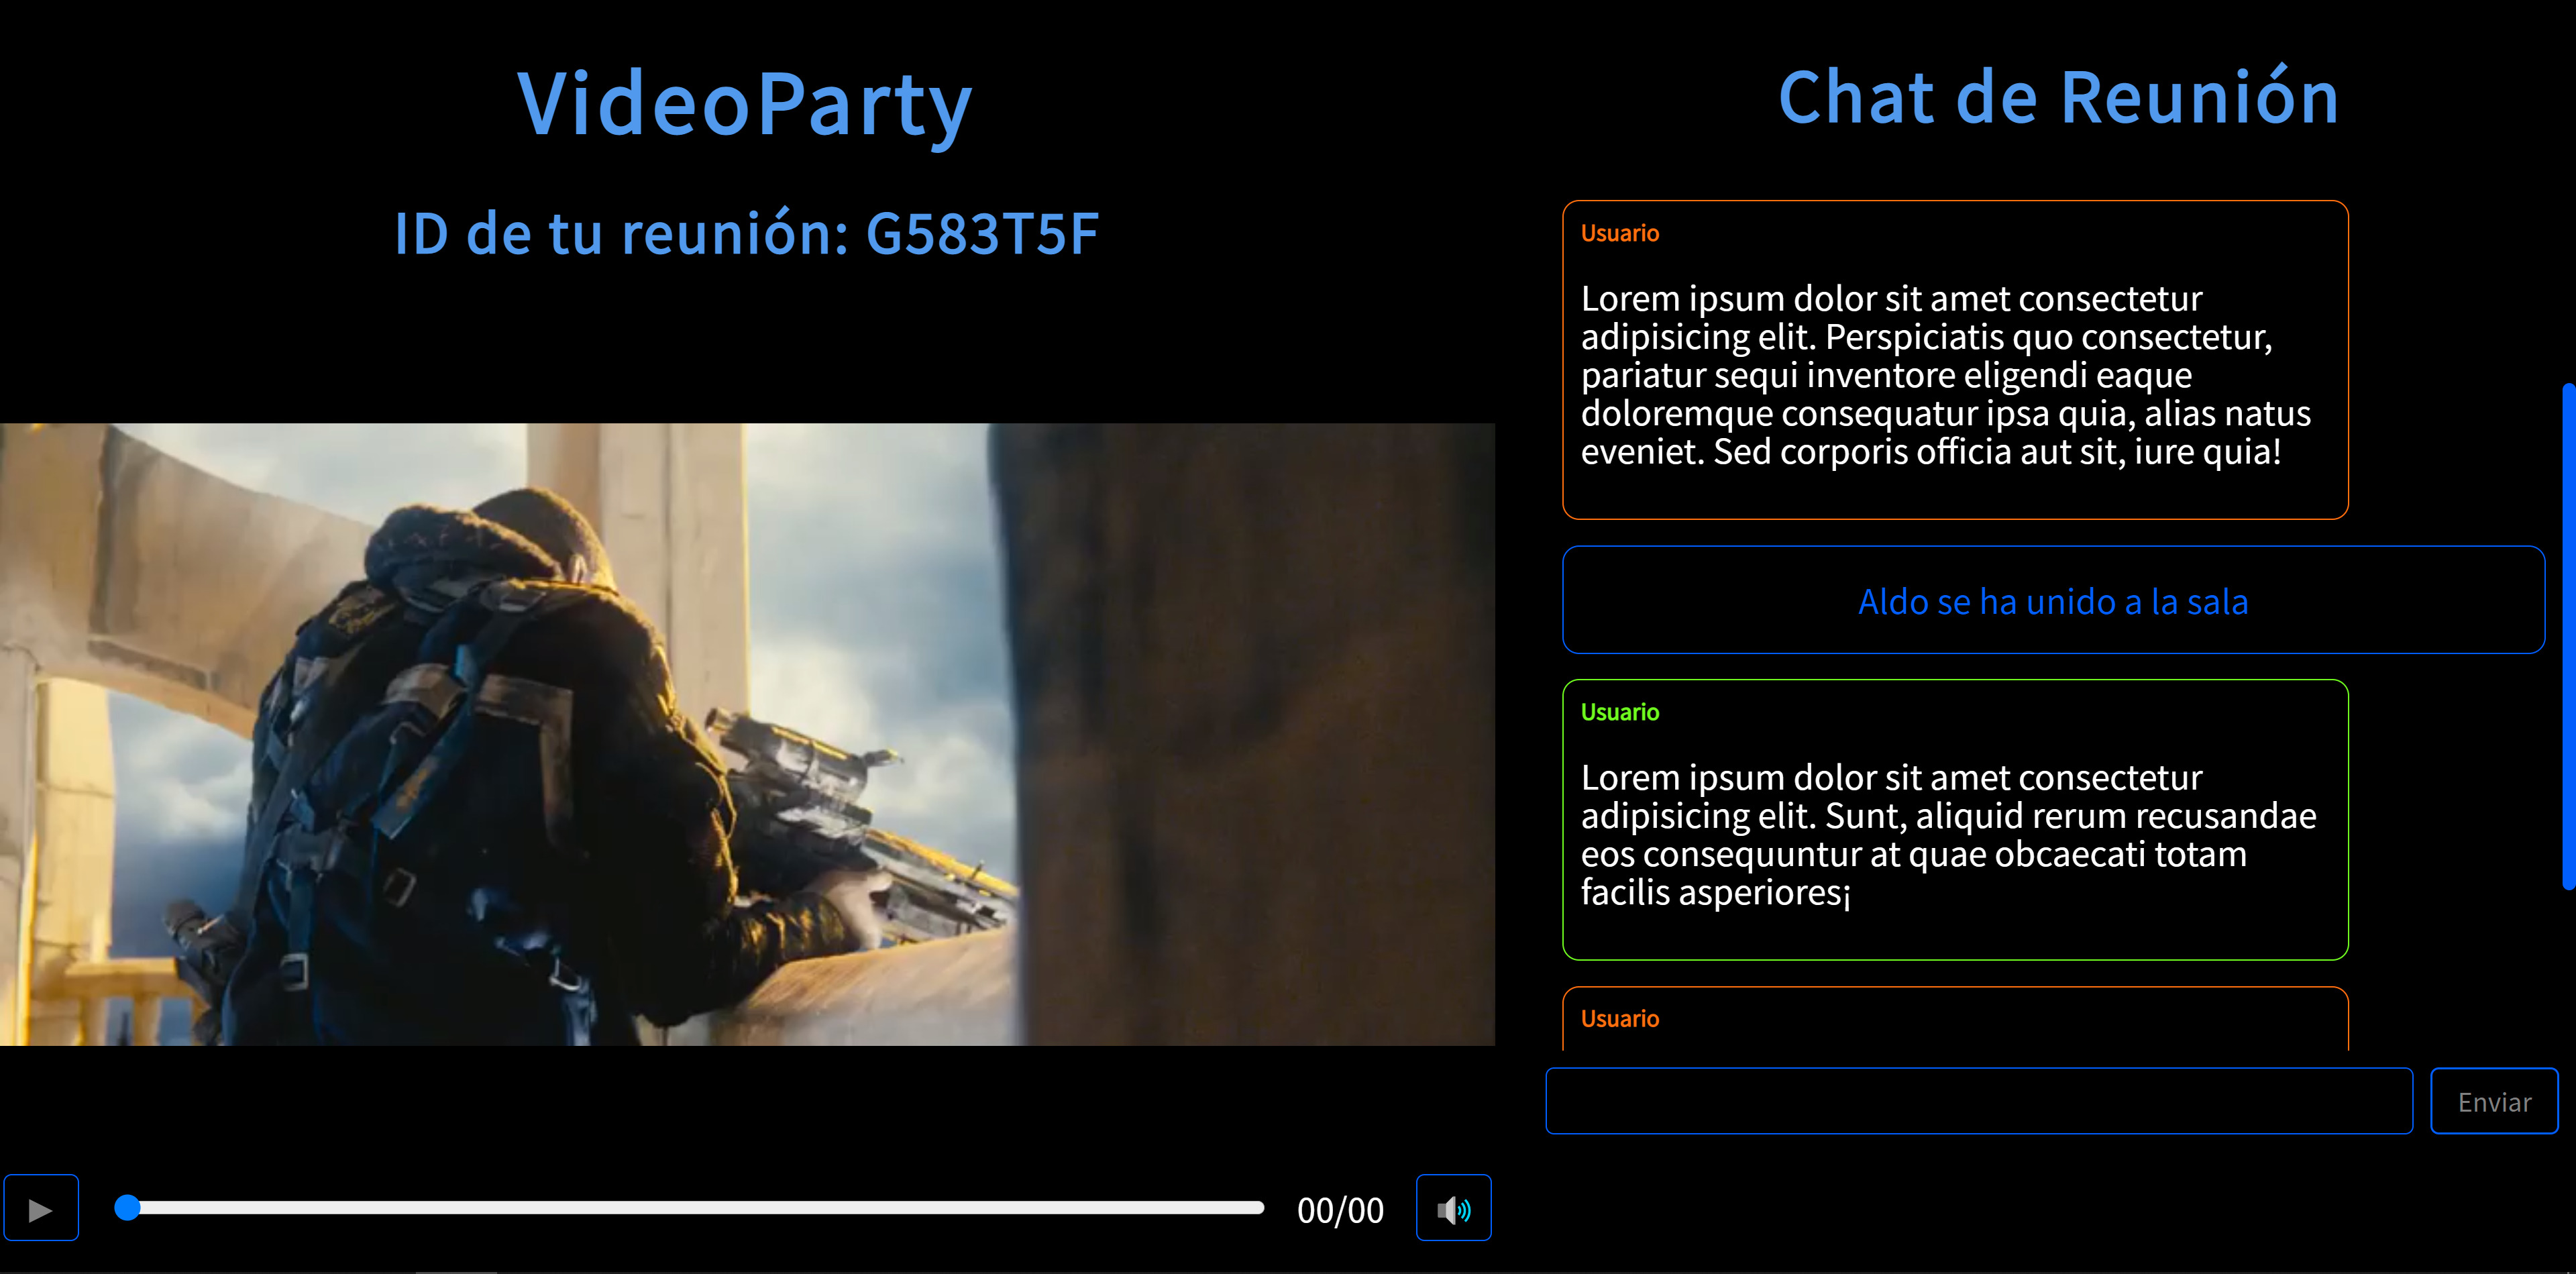 VideoParty
ID de tu reunión: G583T5F
00/00
Chat de Reunión
Usuario
Lorem ipsum dolor sit amet consectetur
adipisicing elit. Perspiciatis quo consectetur,
pariatur sequi inventore eligendi eaque
doloremque consequatur ipsa quia, alias natus
eveniet. Sed corporis officia aut sit, iure quia!
Aldo se ha unido a la sala
Usuario
Lorem ipsum dolor sit amet consectetur
adipisicing elit. Sunt, aliquid rerum recusandae
eos consequuntur at quae obcaecati totam
facilis asperiores¡
Usuario
Enviar